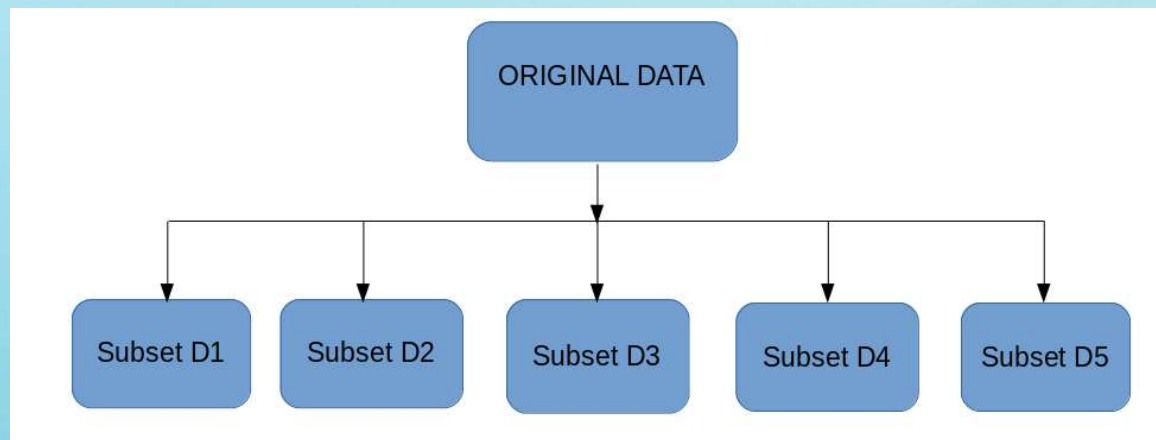 ORIGINAL DATA
Subset D1
Subset D2
Subset D3
Subset D4
Subset D5